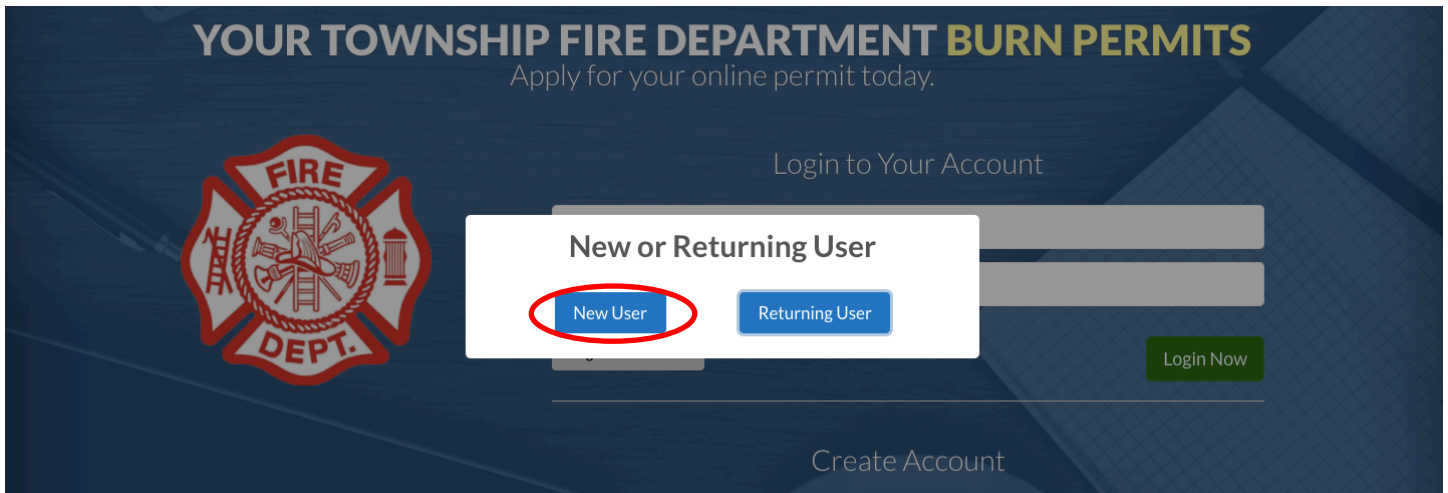 YOUR TOWNSHIP FIRE DEPARTMENT BURN PERMITS
Apply for your online permit today.
FIRE
DEPT.
Login to Your Account
New or Returning User
New User
Returning User
Login Now
Create Account